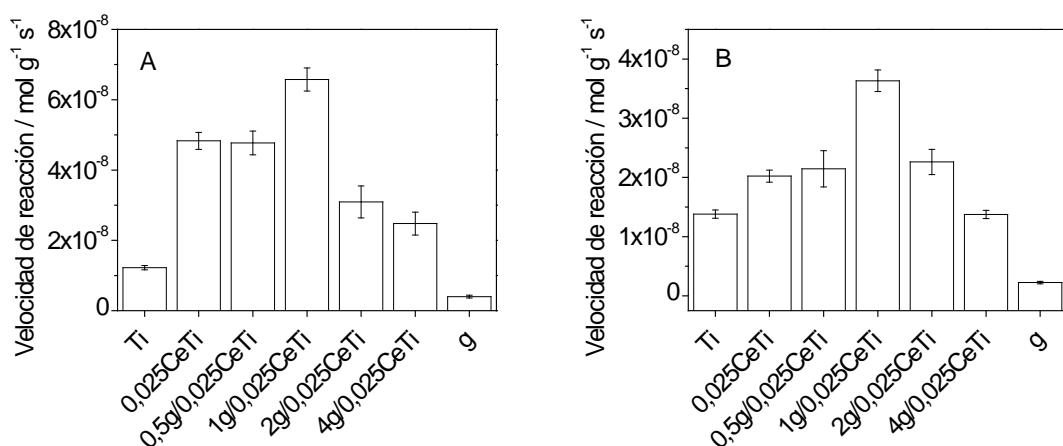 A
Velocidad de reacción / mol g⁻¹ s⁻¹
8x10⁻⁸
6x10⁻⁸
4x10⁻⁸
2x10⁻⁸
0
Ti
0,025CeTi
0,5g/0,025CeTi
1g/0,025CeTi
2g/0,025CeTi
4g/0,025CeTi
g
B
Velocidad de reacción / mol g⁻¹ s⁻¹
4x10⁻⁸
3x10⁻⁸
2x10⁻⁸
1x10⁻⁸
0
Ti
0,025CeTi
0,5g/0,025CeTi
1g/0,025CeTi
2g/0,025CeTi
4g/0,025CeTi
g